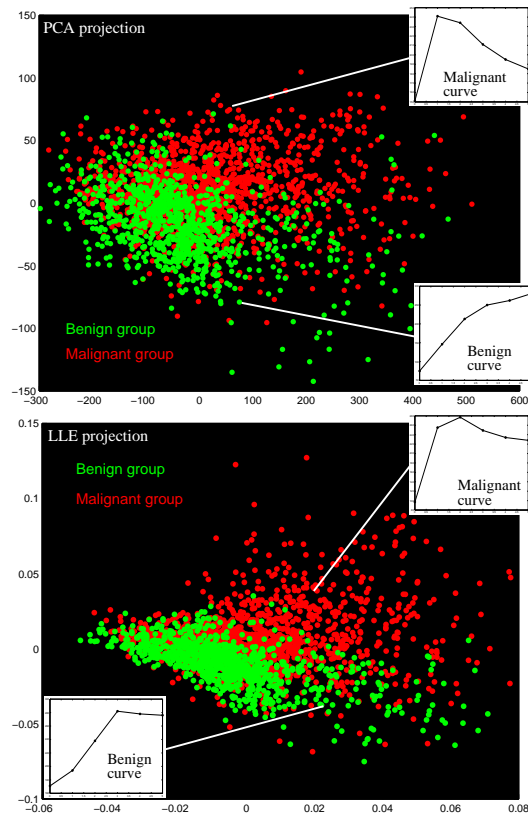 PCA projection
150
100
50
0
−50
−100
−150
−300
−200
−100
0
100
200
300
400
500
600
Malignant
curve
Benign group
Malignant group
Benign
curve
LLE projection
0.15
0.1
0.05
0
−0.05
−0.1
−0.06
−0.04
−0.02
0
0.02
0.04
0.06
0.08
Benign group
Malignant group
Malignant
curve
Benign
curve